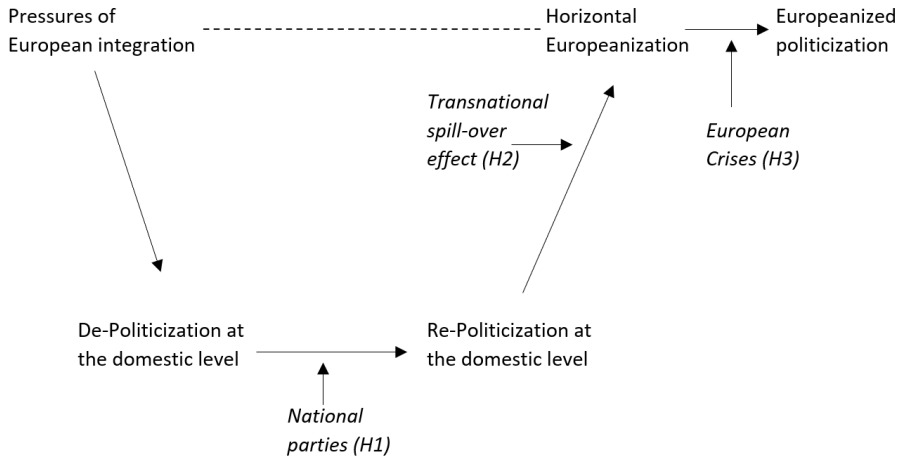 Pressures of
European integration
Horizontal
Europeanization
Europeanized
politicization
Transnational
spill-over
effect (H2)
European
Crises (H3)
De-Politicization at
the domestic level
Re-Politicization at
the domestic level
National
parties (H1)